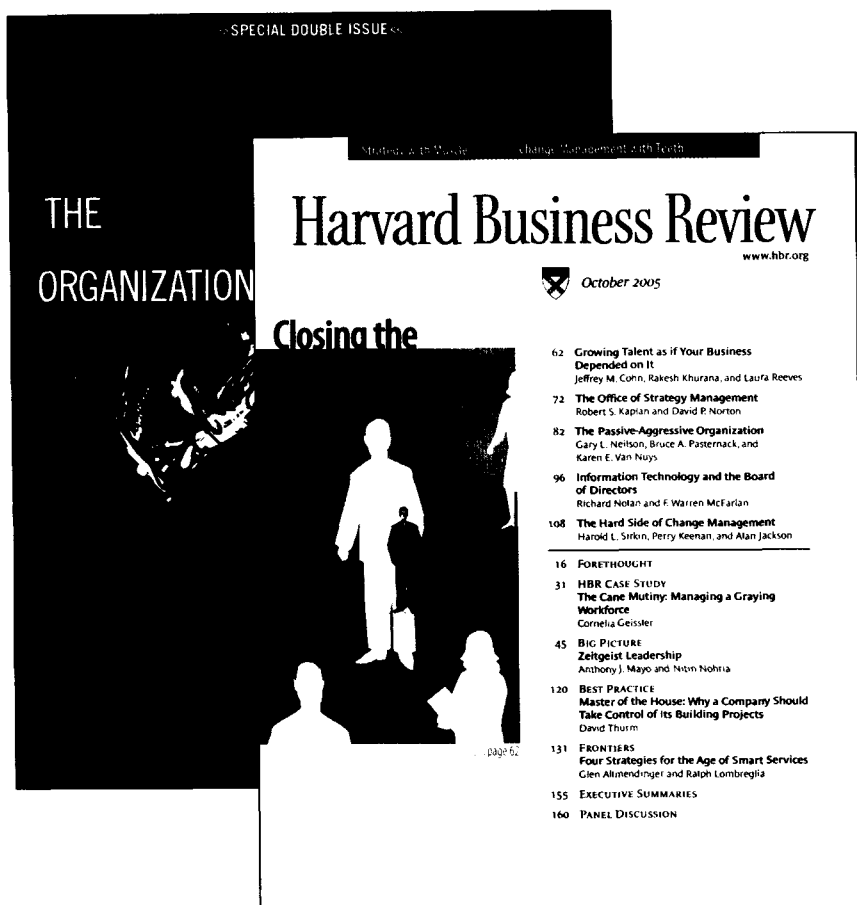 SPECIAL DOUBLE ISSUE
THE
ORGANIZATION
Strategy with Muscle
Change Management with Teeth
Harvard Business Review
www.hbr.org
October 2005
Closing the
62 Growing Talent as if Your Business
Depended on It
Jeffrey M. Cohn, Rakesh Khurana, and Laura Reeves
72 The Office of Strategy Management
Robert S. Kaplan and David P. Norton
82 The Passive-Aggressive Organization
Gary L. Neilson, Bruce A. Pasternack, and
Karen E. Van Nuys
96 Information Technology and the Board
of Directors
Richard Nolan and F. Warren McFarlan
108 The Hard Side of Change Management
Harold L. Sirkin, Perry Keenan, and Alan Jackson
16 FORETHOUGHT
31 HBR CASE STUDY
The Cane Mutiny: Managing a Graying
Workforce
Cornelia Geissler
45 BIG PICTURE
Zeitgeist Leadership
Anthony J. Mayo and Nitin Nohria
120 BEST PRACTICE
Master of the House: Why a Company Should
Take Control of Its Building Projects
David Thurm
131 FRONTIERS
Four Strategies for the Age of Smart Services
Glen Allmendinger and Ralph Lombreglia
155 EXECUTIVE SUMMARIES
160 PANEL DISCUSSION
page 62